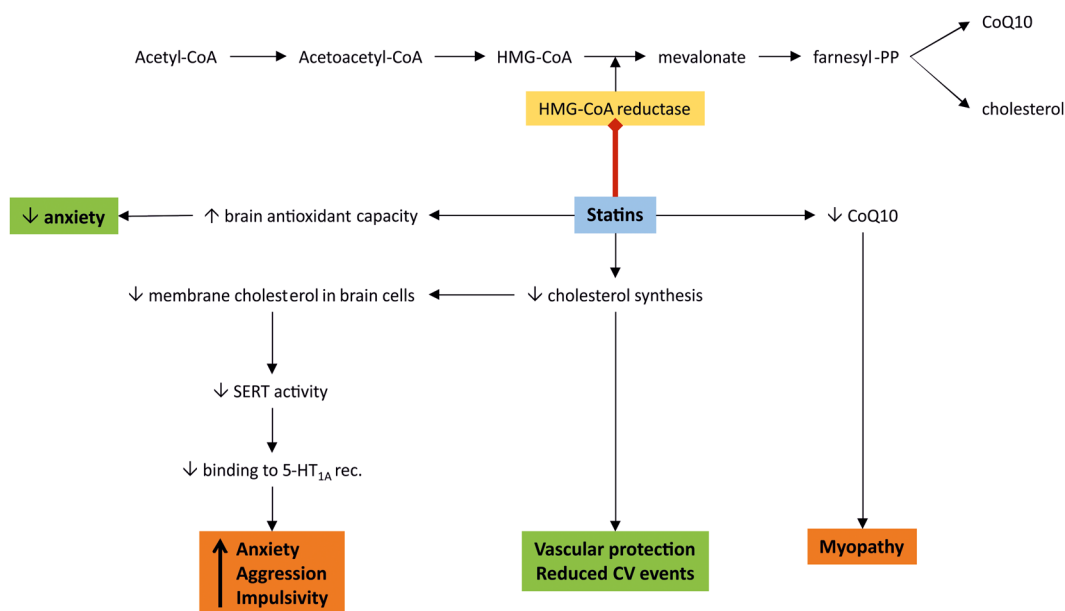 CoQ10
Acetyl-CoA
Acetoacetyl-CoA
HMG-CoA
mevalonate
farnesyl-PP
cholesterol
HMG-CoA reductase
↓ anxiety
↑ brain antioxidant capacity
Statins
↓ CoQ10
↓ membrane cholesterol in brain cells
↓ cholesterol synthesis
↓ SERT activity
↓ binding to 5-HT1A rec.
↑ Anxiety
Aggression
Impulsivity
Vascular protection
Reduced CV events
Myopathy